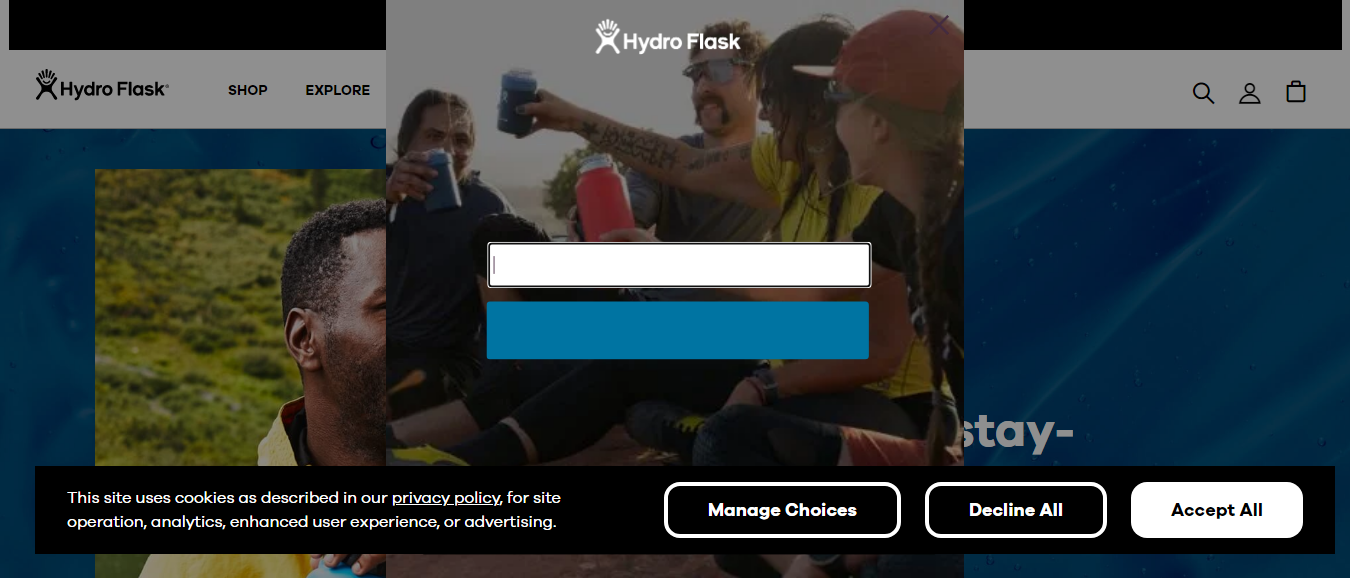 Hydro Flask
Hydro Flask
SHOP
EXPLORE
stay-
This site uses cookies as described in our privacy policy, for site
operation, analytics, enhanced user experience, or advertising.
Manage Choices
Decline All
Accept All